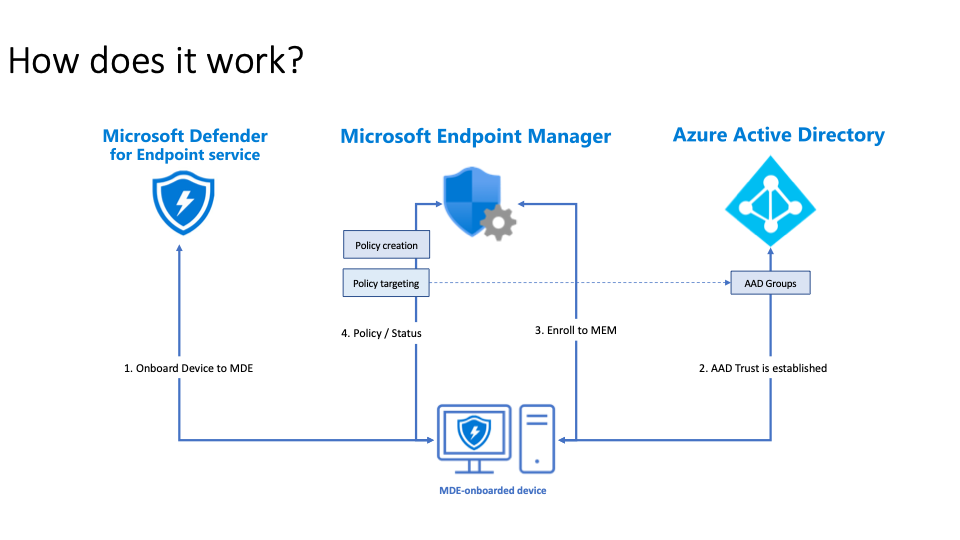 How does it work?
Microsoft Defender
for Endpoint service
Microsoft Endpoint Manager
Azure Active Directory
Policy creation
Policy targeting
AAD Groups
4. Policy / Status
3. Enroll to MEM
1. Onboard Device to MDE
2. AAD Trust is established
MDE-onboarded device